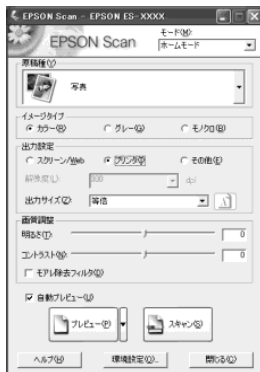 EPSON Scan - EPSON ES-XXXX
EPSON Scan
モード(M):
ホームモード
原稿種(Y)
写真
イメージタイプ
カラー(R) グレー(G) モノクロ(B)
出力設定
スクリーン/Web プリンタ(P) その他(E)
解像度(L): 300 dpi
出力サイズ(Z): 等倍
画質調整
明るさ(T): 0
コントラスト(N): 0
モアレ除去フィルタ(D)
自動プレビュー(U)
プレビュー(P) スキャン(S)
ヘルプ(H) 環境設定(O)... 閉じる(C)